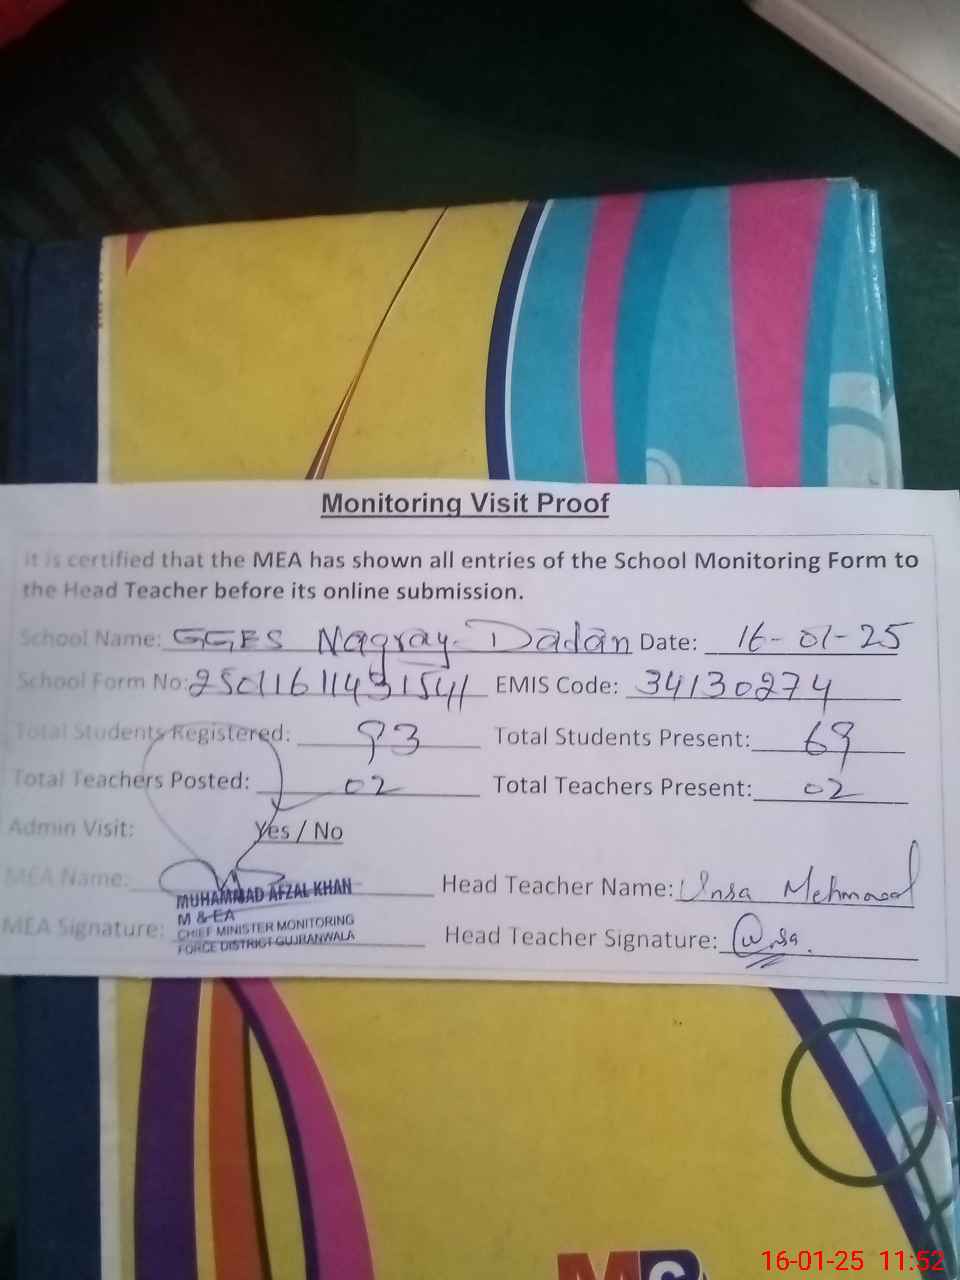 Monitoring Visit Proof
It is certified that the MEA has shown all entries of the School Monitoring Form to
the Head Teacher before its online submission.
School Name: GGES Nagray-Dadan Date: 16-01-25
School Form No: EMIS Code: 34130274
Total Students Registered: 93 Total Students Present: 69
Total Teachers Posted: 02 Total Teachers Present: 02
Admin Visit: Yes / No
MEA Name: MUHAMMAD AFZAL KHAN Head Teacher Name: Unsa Mehmood
M & EA
MEA Signature: CHIEF MINISTER MONITORING Head Teacher Signature: Unsa.
FORCE DISTRICT GUJRANWALA
16-01-25 11:52